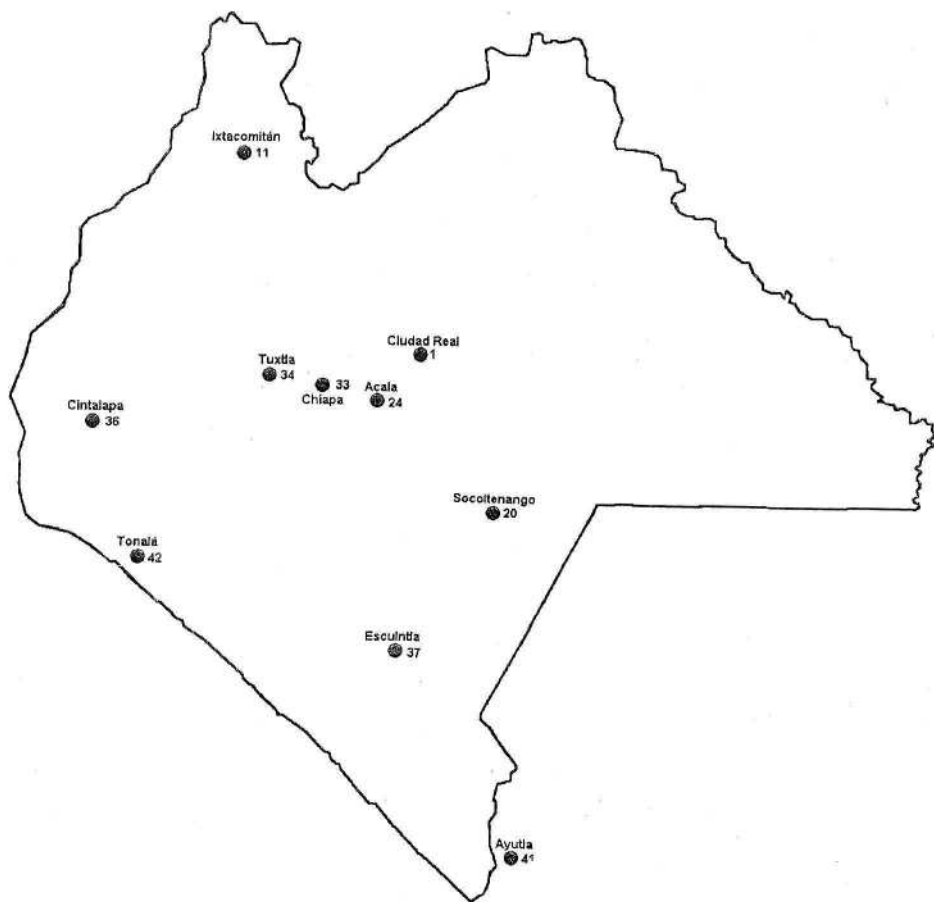 Ixtacomitán
11
Ciudad Real
1
Tuxtla
34
33
Chiapa
Acala
24
Cintalapa
36
Socoltenango
20
Tonalá
42
Escuintla
37
Ayutla
41